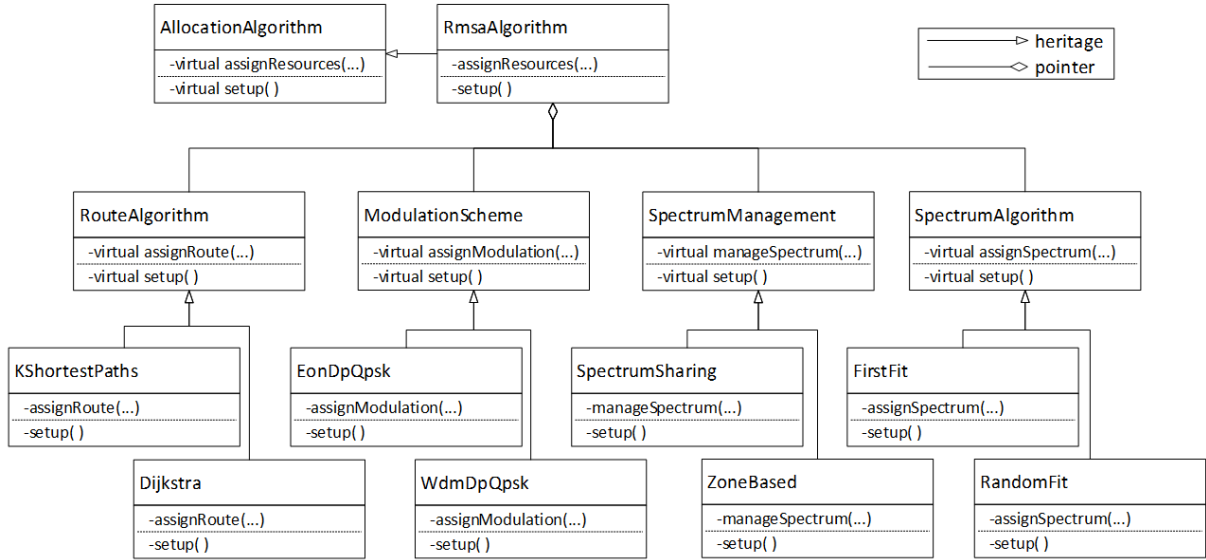 AllocationAlgorithm
-virtual assignResources(...)
-virtual setup( )
RmsaAlgorithm
-assignResources(...)
-setup( )
heritage
pointer
RouteAlgorithm
-virtual assignRoute(...)
-virtual setup( )
ModulationScheme
-virtual assignModulation(...)
-virtual setup( )
SpectrumManagement
-virtual manageSpectrum(...)
-virtual setup( )
SpectrumAlgorithm
-virtual assignSpectrum(...)
-virtual setup( )
KShortestPaths
-assignRoute(...)
-setup( )
EonDpQpsk
-assignModulation(...)
-setup( )
SpectrumSharing
-manageSpectrum(...)
-setup( )
FirstFit
-assignSpectrum(...)
-setup( )
Dijkstra
-assignRoute(...)
-setup( )
WdmDpQpsk
-assignModulation(...)
-setup( )
ZoneBased
-manageSpectrum(...)
-setup( )
RandomFit
-assignSpectrum(...)
-setup( )